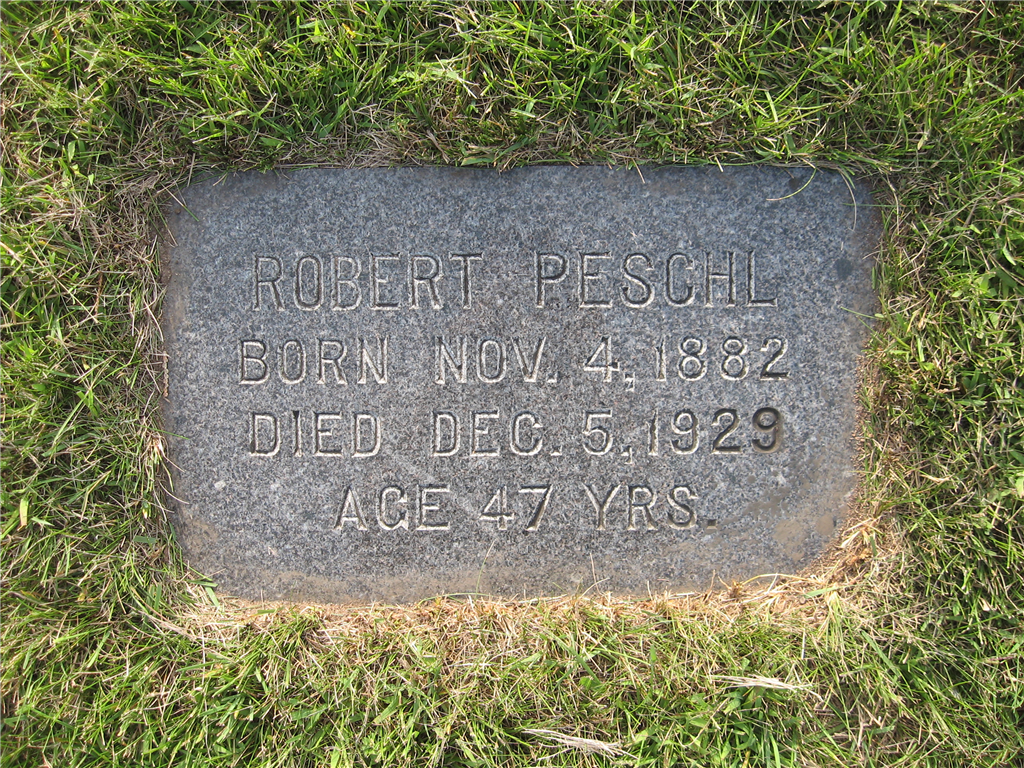 ROBERT PESCHL
BORN NOV. 4, 1882
DIED DEC. 5, 1929
AGE 47 YRS.